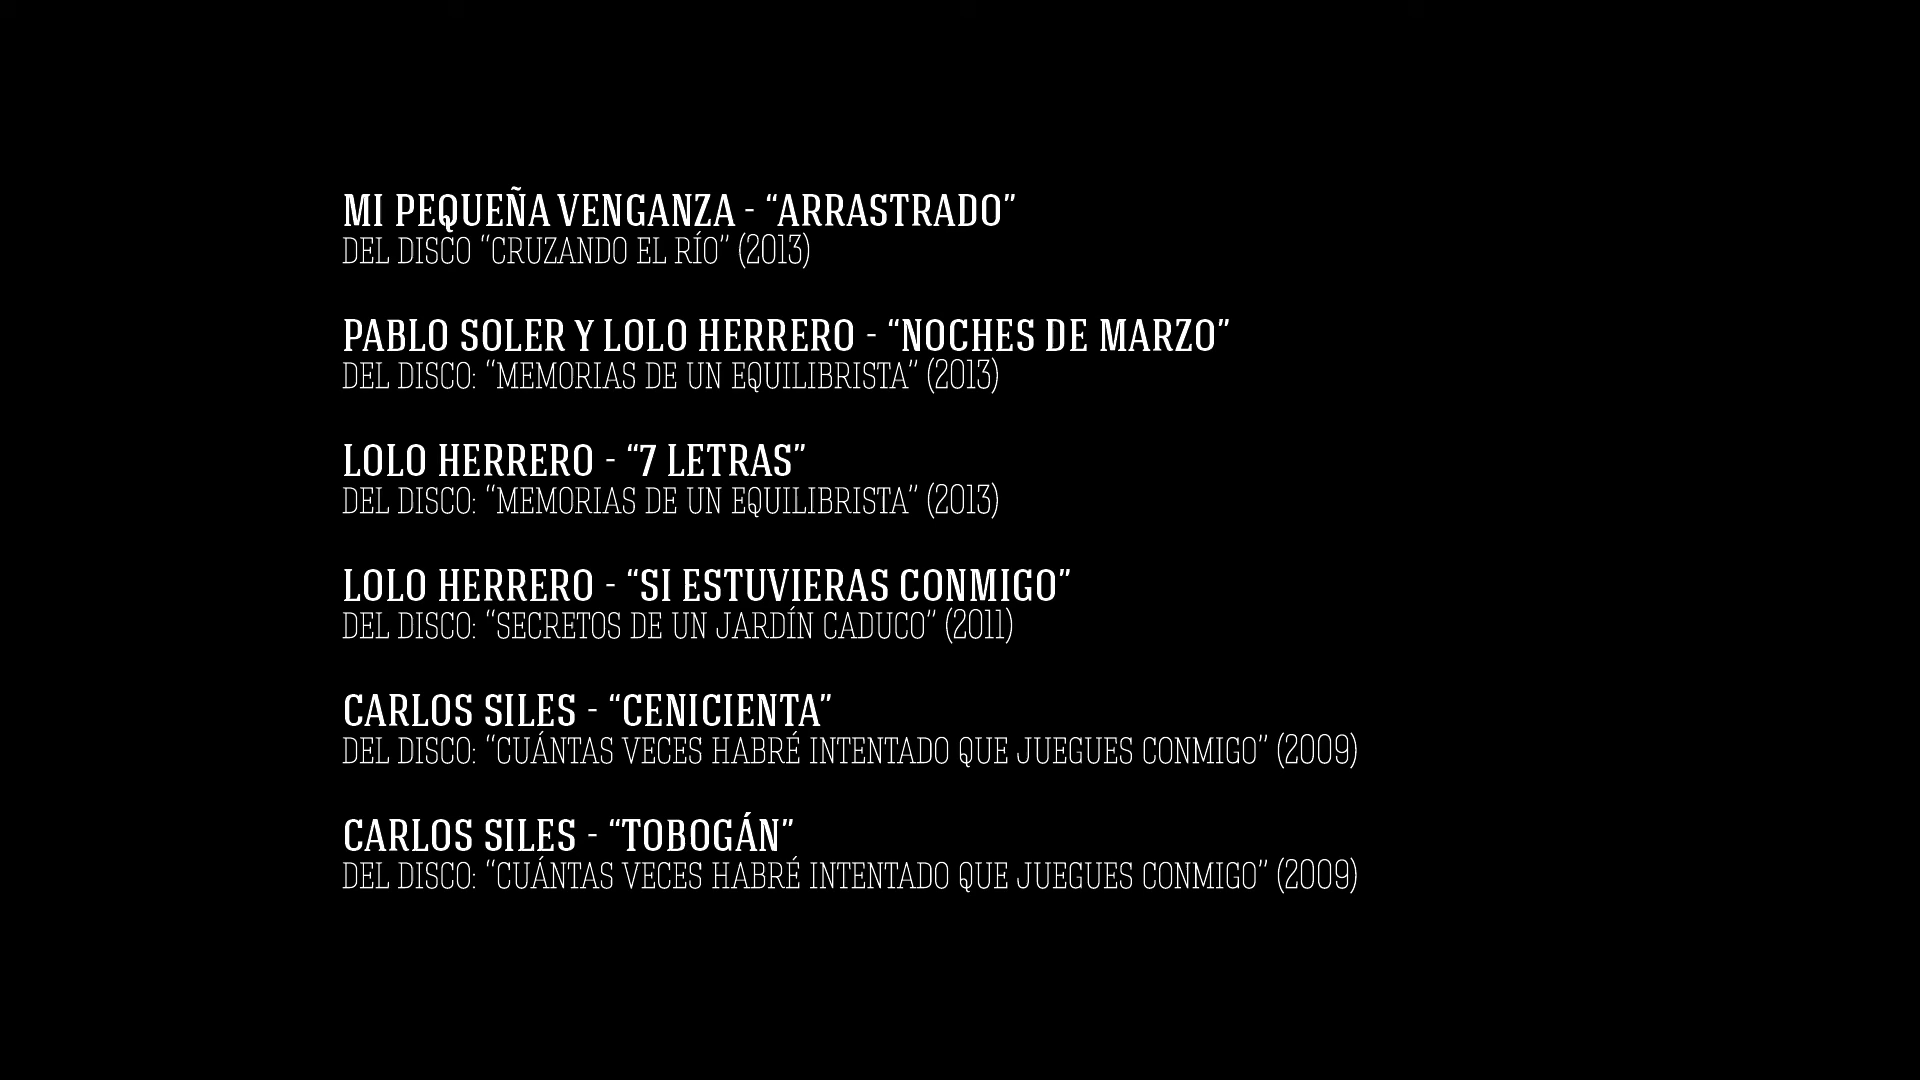 MI PEQUEÑA VENGANZA - “ARRASTRADO”
DEL DISCO “CRUZANDO EL RÍO” (2013)
PABLO SOLER Y LOLO HERRERO - “NOCHES DE MARZO”
DEL DISCO: “MEMORIAS DE UN EQUILIBRISTA” (2013)
LOLO HERRERO - “7 LETRAS”
DEL DISCO: “MEMORIAS DE UN EQUILIBRISTA” (2013)
LOLO HERRERO - “SI ESTUVIERAS CONMIGO”
DEL DISCO: “SECRETOS DE UN JARDÍN CADUCO” (2011)
CARLOS SILES - “CENICIENTA”
DEL DISCO: “CUÁNTAS VECES HABRÉ INTENTADO QUE JUEGUES CONMIGO” (2009)
CARLOS SILES - “TOBOGÁN”
DEL DISCO: “CUÁNTAS VECES HABRÉ INTENTADO QUE JUEGUES CONMIGO” (2009)